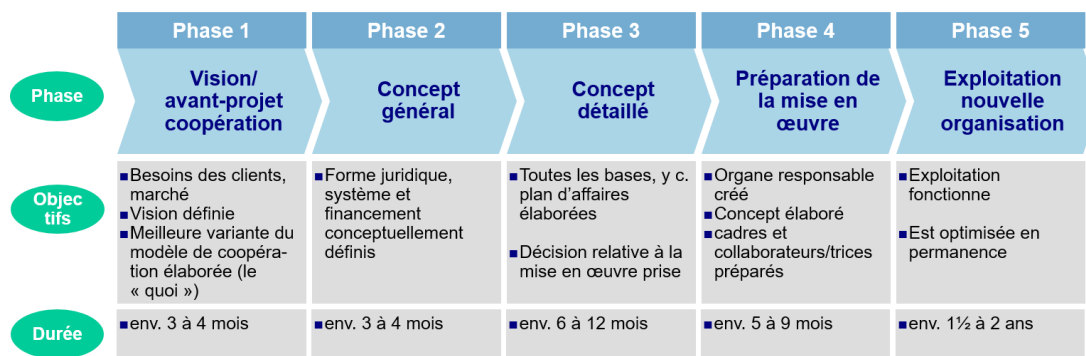 Phase 1
Phase 2
Phase 3
Phase 4
Phase 5
Phase
Vision/
avant-projet
coopération
Concept
général
Concept
détaillé
Préparation de
la mise en
œuvre
Exploitation
nouvelle
organisation
Objec
tifs
■Besoins des clients,
marché
■Vision définie
■Meilleure variante du
modèle de coopéra-
tion élaborée (le
« quoi »)
■Forme juridique,
système et
financement
conceptuellement
définis
■Toutes les bases, y c.
plan d’affaires
élaborées
■Décision relative à la
mise en œuvre prise
■Organe responsable
créé
■Concept élaboré
■cadres et
collaborateurs/trices
préparés
■Exploitation
fonctionne
■Est optimisée en
permanence
Durée
■env. 3 à 4 mois
■env. 3 à 4 mois
■env. 6 à 12 mois
■env. 5 à 9 mois
■env. 1½ à 2 ans